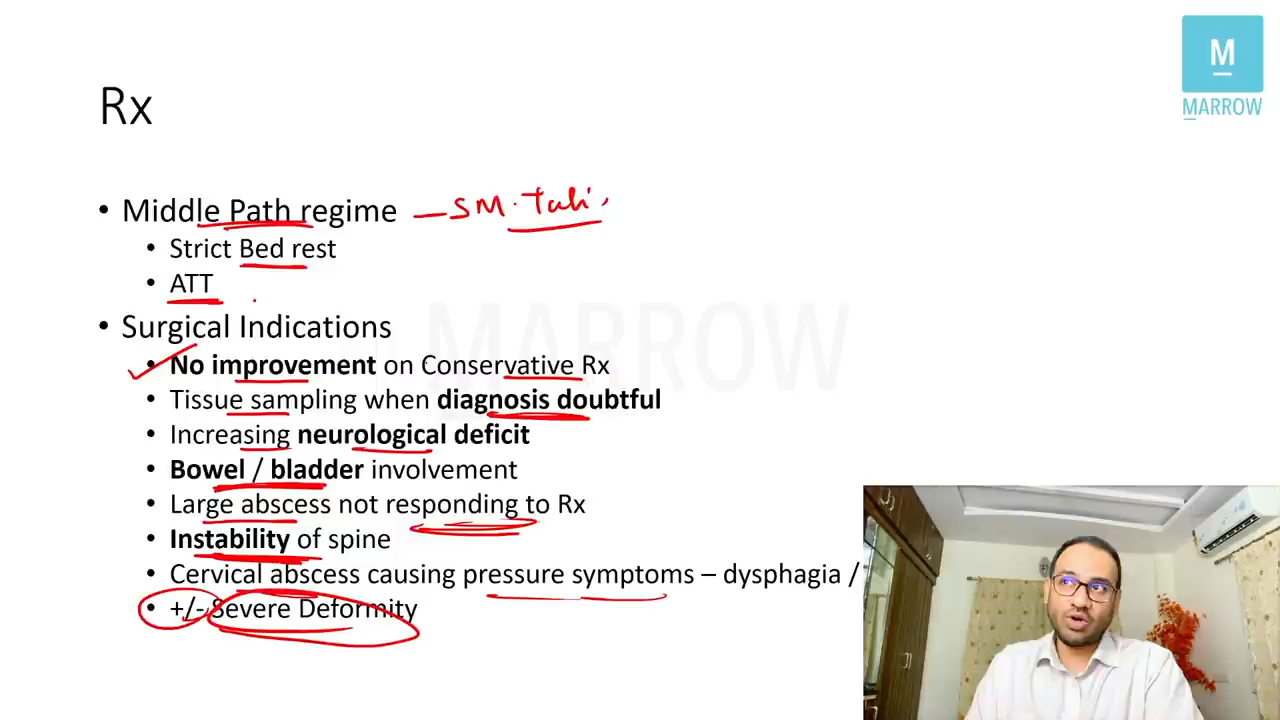 M
MARROW
Rx
• Middle Path regime — SM. Tuli
• Strict Bed rest
• ATT
• Surgical Indications
• No improvement on Conservative Rx
• Tissue sampling when diagnosis doubtful
• Increasing neurological deficit
• Bowel / bladder involvement
• Large abscess not responding to Rx
• Instability of spine
• Cervical abscess causing pressure symptoms – dysphagia /
• +/- Severe Deformity
MARROW